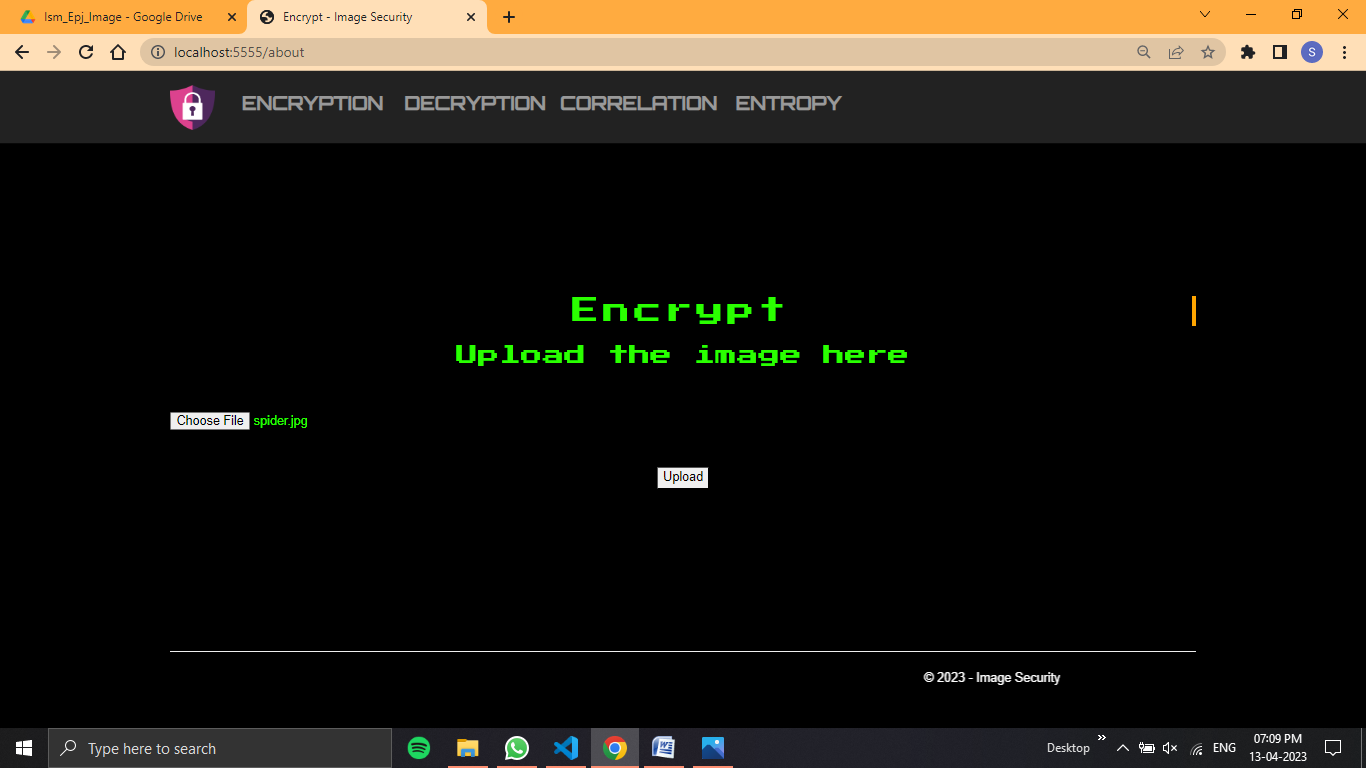 Ism_Epj_Image - Google Drive
Encrypt - Image Security
localhost:5555/about
S
ENCRYPTION DECRYPTION CORRELATION ENTROPY
Encrypt
Upload the image here
Choose File spider.jpg
Upload
© 2023 - Image Security
Type here to search
Desktop
ENG
07:09 PM
13-04-2023